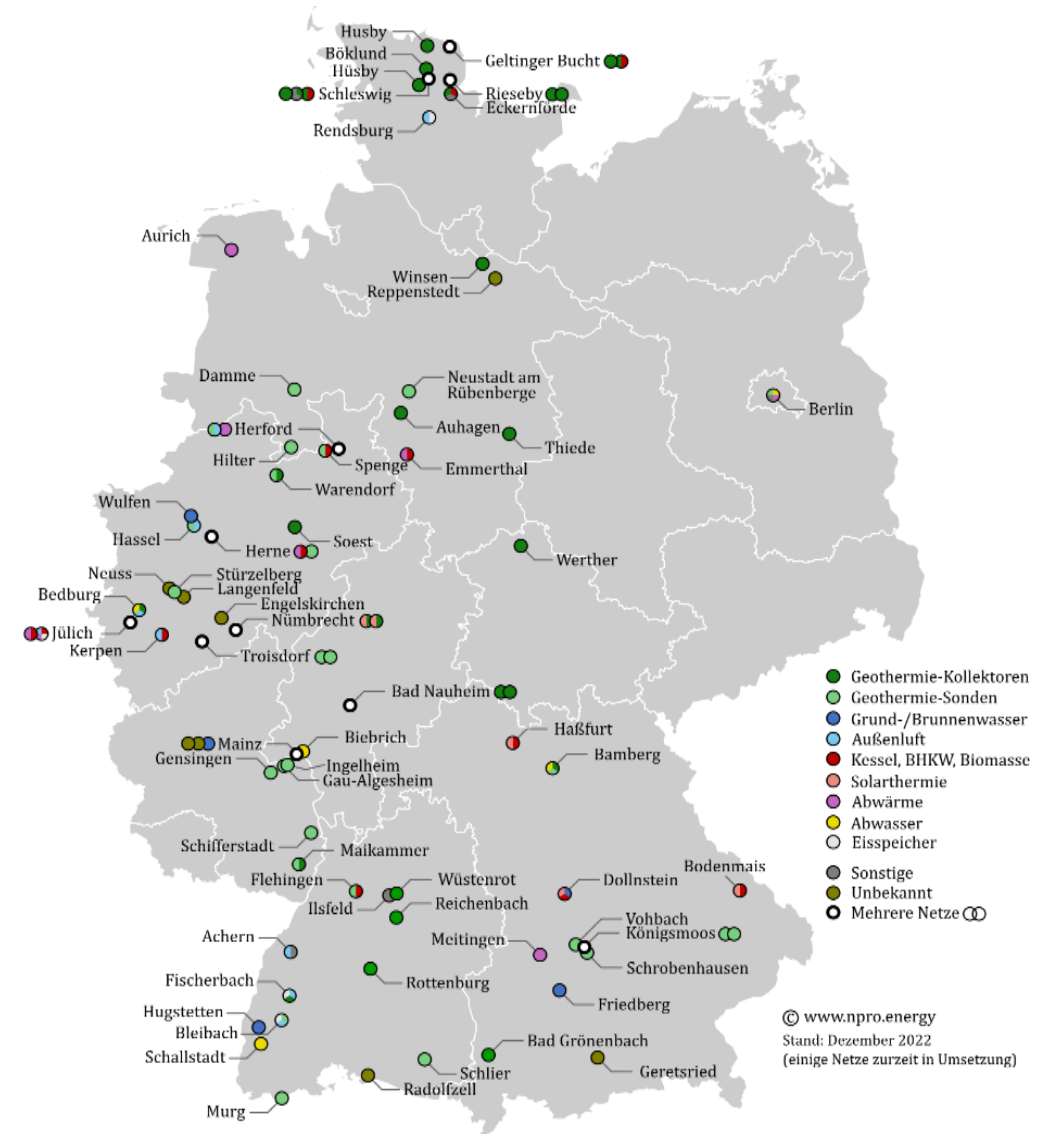 Husby
Böklund
Geltinger Bucht
Hüsby
Schleswig
Rieseby
Eckernförde
Rendsburg
Aurich
Winsen
Reppenstedt
Damme
Neustadt am
Rübenberge
Berlin
Auhagen
Herford
Thiede
Hilter
Spenge
Emmerthal
Warendorf
Wulfen
Hassel
Soest
Herne
Werther
Neuss
Stürzelberg
Langenfeld
Bedburg
Engelskirchen
Nümbrecht
Jülich
Kerpen
Troisdorf
Bad Nauheim
Haßfurt
Mainz
Biebrich
Bamberg
Gensingen
Ingelheim
Gau-Algesheim
Geothermie-Kollektoren
Geothermie-Sonden
Grund-/Brunnenwasser
Außenluft
Kessel, BHKW, Biomasse
Solarthermie
Abwärme
Abwasser
Eisspeicher
Sonstige
Unbekannt
Mehrere Netze
Schifferstadt
Maikammer
Flehingen
Wüstenrot
Dollnstein
Bodenmais
Ilsfeld
Reichenbach
Vohbach
Königsmoos
Achern
Meitingen
Schrobenhausen
Fischerbach
Rottenburg
Friedberg
Hugstetten
Bleibach
Schallstadt
Bad Grönenbach
Schlier
Geretsried
Radolfzell
Murg
© www.npro.energy
Stand: Dezember 2022
(einige Netze zurzeit in Umsetzung)